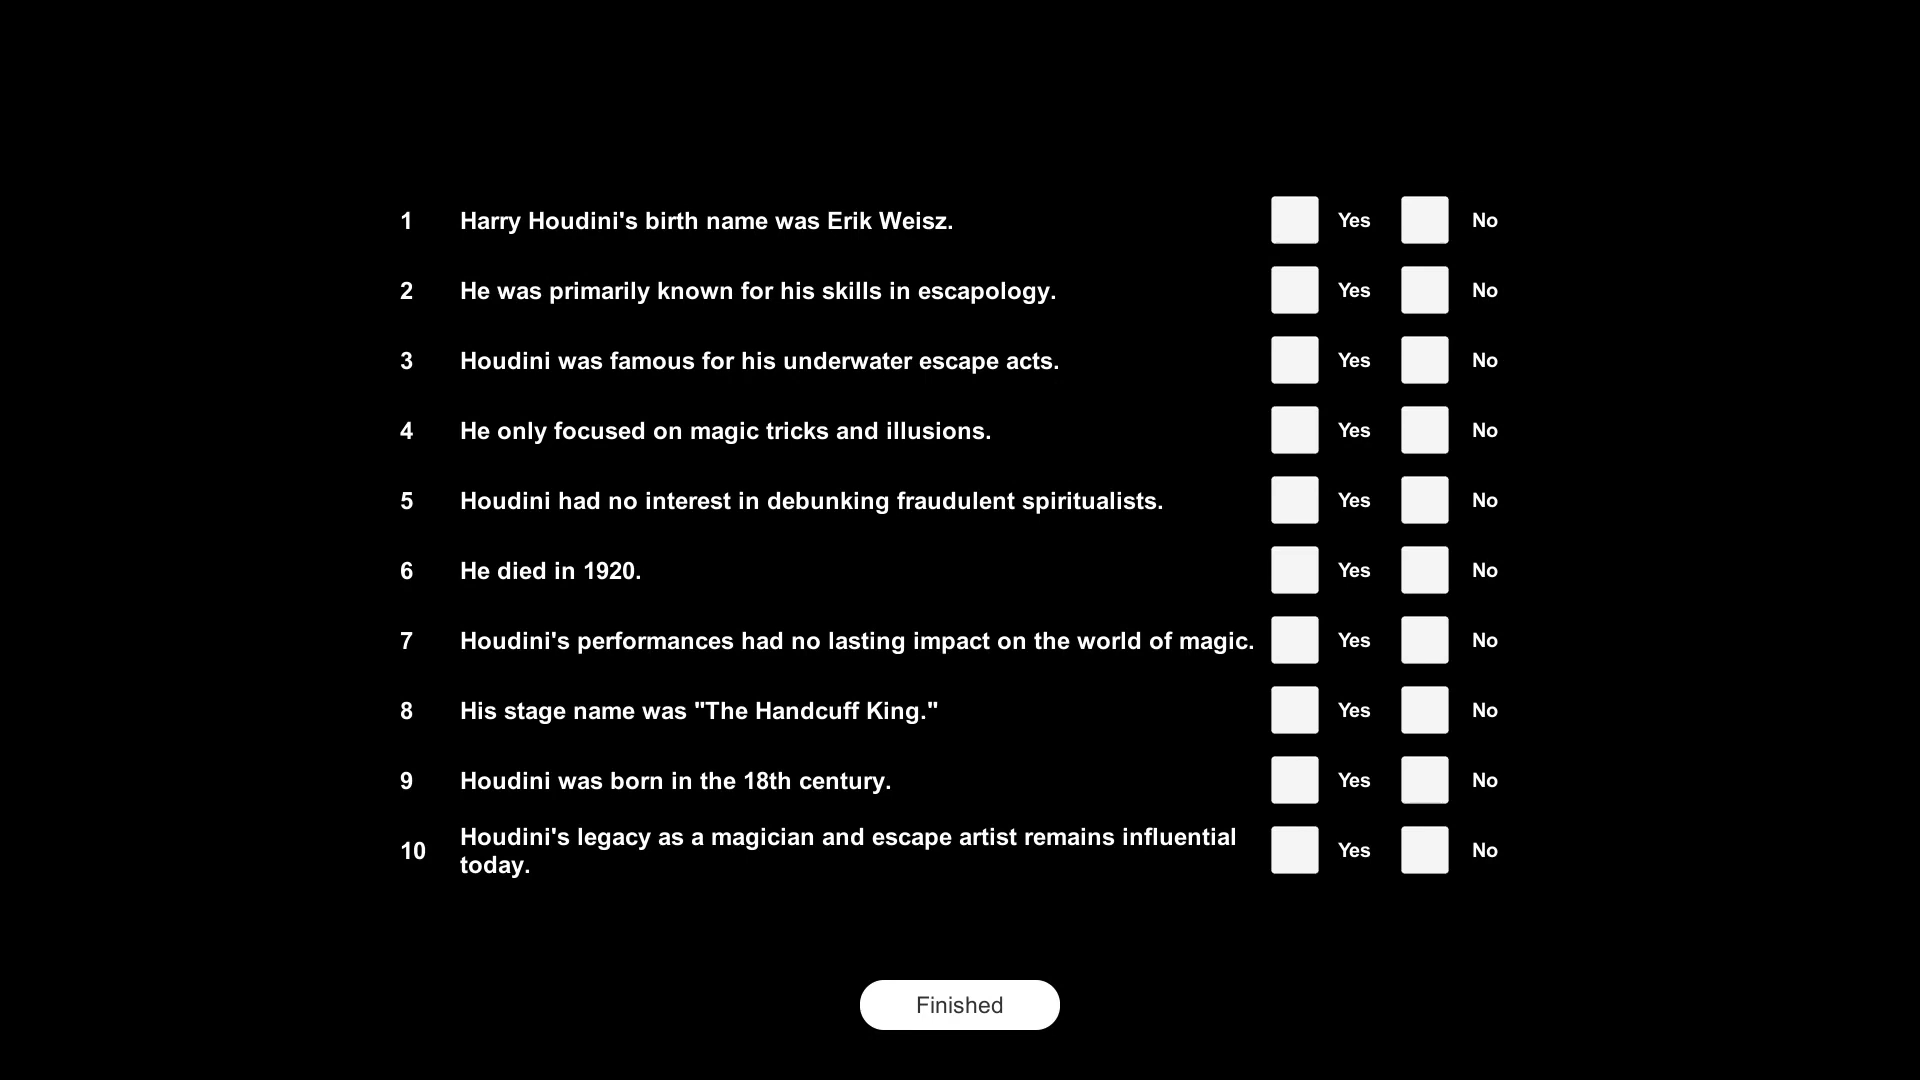 1 Harry Houdini's birth name was Erik Weisz. Yes No
2 He was primarily known for his skills in escapology. Yes No
3 Houdini was famous for his underwater escape acts. Yes No
4 He only focused on magic tricks and illusions. Yes No
5 Houdini had no interest in debunking fraudulent spiritualists. Yes No
6 He died in 1920. Yes No
7 Houdini's performances had no lasting impact on the world of magic. Yes No
8 His stage name was "The Handcuff King." Yes No
9 Houdini was born in the 18th century. Yes No
10 Houdini's legacy as a magician and escape artist remains influential Yes No
today.
Finished